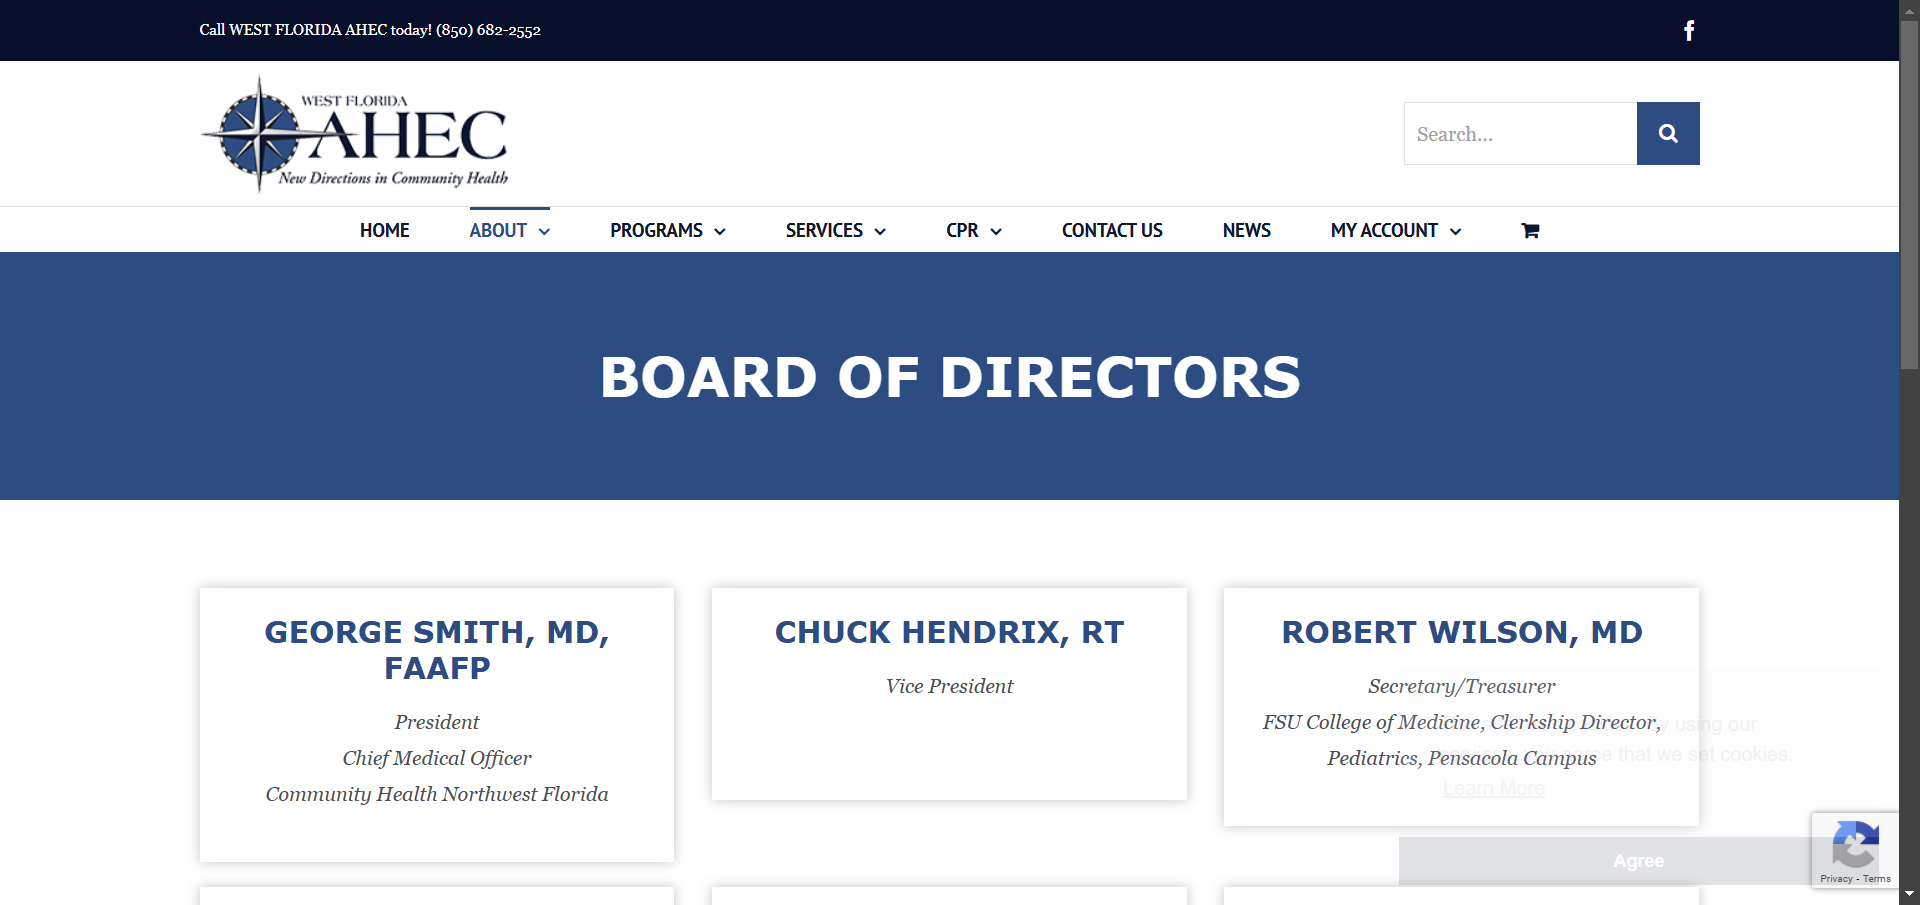 Call WEST FLORIDA AHEC today! (850) 682-2552
WEST FLORIDA
AHEC
New Directions in Community Health
Search...
HOME
ABOUT
PROGRAMS
SERVICES
CPR
CONTACT US
NEWS
MY ACCOUNT
BOARD OF DIRECTORS
GEORGE SMITH, MD,
FAAFP
President
Chief Medical Officer
Community Health Northwest Florida
CHUCK HENDRIX, RT
Vice President
ROBERT WILSON, MD
Secretary/Treasurer
FSU College of Medicine, Clerkship Director,
Pediatrics, Pensacola Campus
using our
agree that we set cookies.
Learn More
Agree
Privacy - Terms